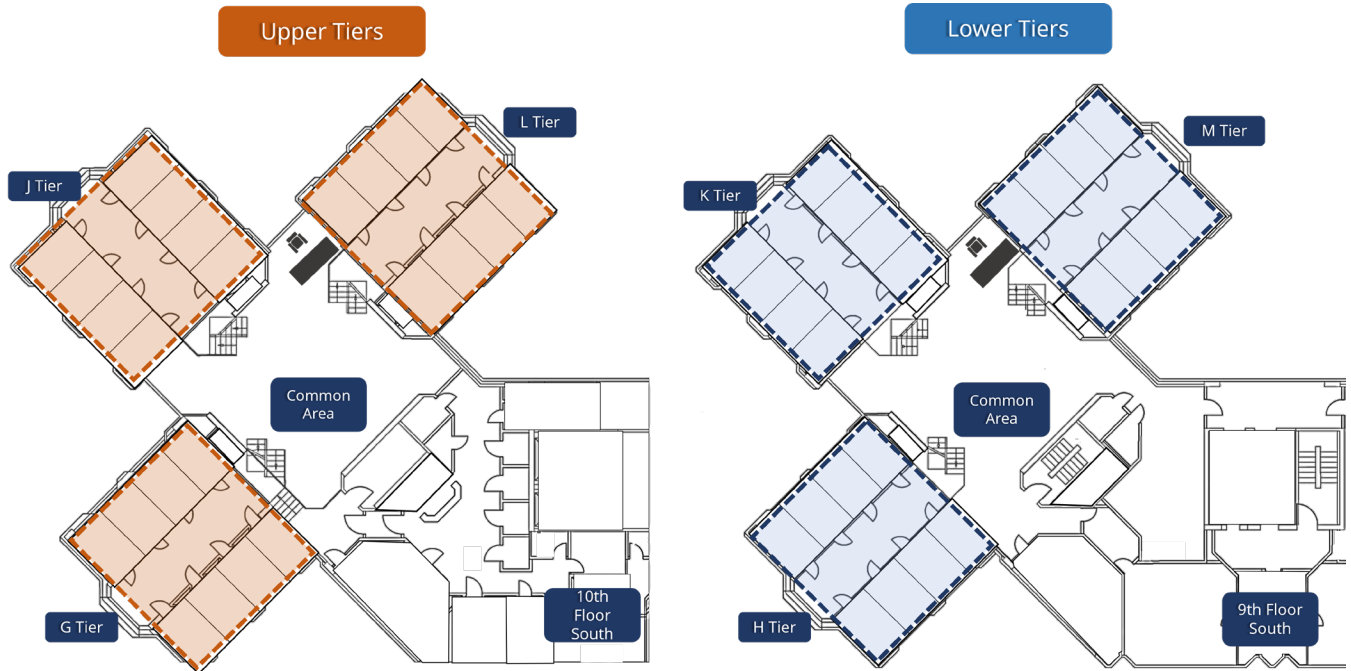 Upper Tiers
Lower Tiers
L Tier
J Tier
Common
Area
G Tier
10th
Floor
South
M Tier
K Tier
Common
Area
H Tier
9th Floor
South